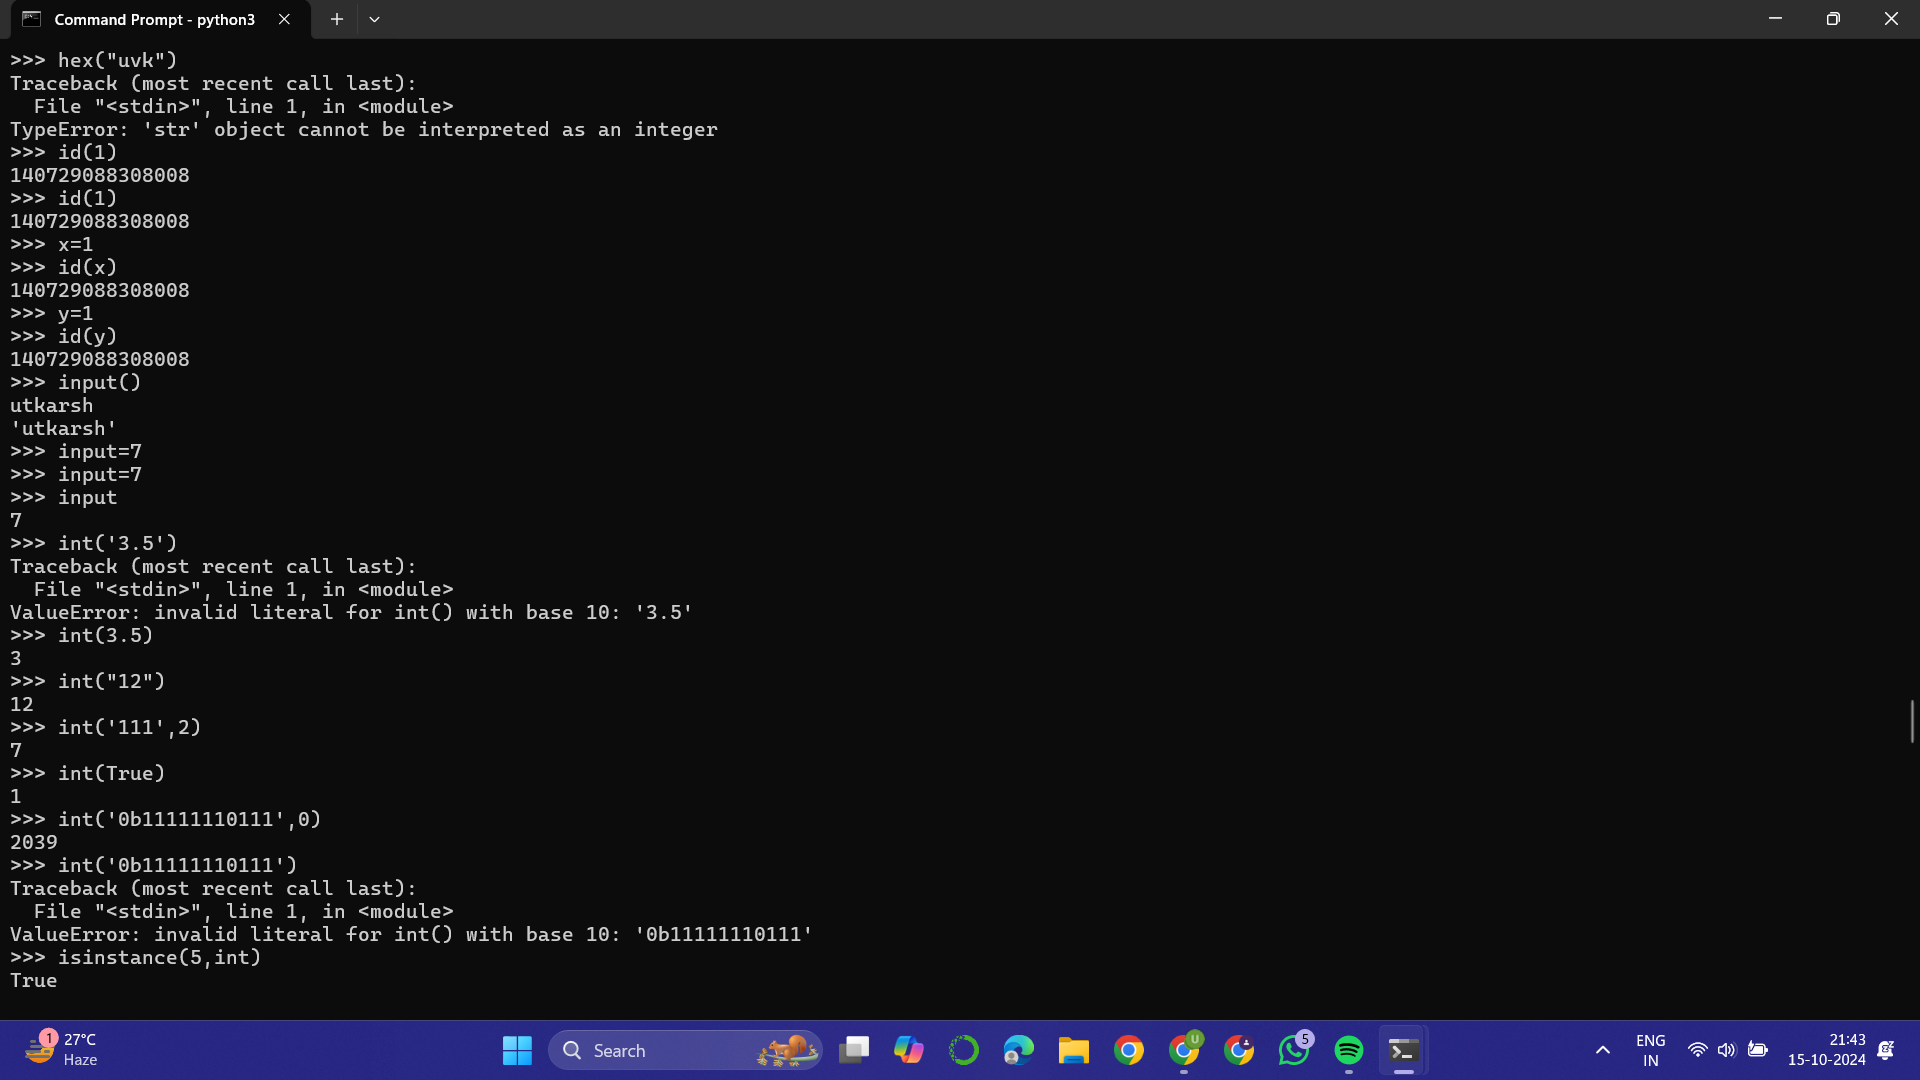 Command Prompt - python3
>>> hex("uvk")
Traceback (most recent call last):
  File "<stdin>", line 1, in <module>
TypeError: 'str' object cannot be interpreted as an integer
>>> id(1)
140729088308008
>>> id(1)
140729088308008
>>> x=1
>>> id(x)
140729088308008
>>> y=1
>>> id(y)
140729088308008
>>> input()
utkarsh
'utkarsh'
>>> input=7
>>> input=7
>>> input
7
>>> int('3.5')
Traceback (most recent call last):
  File "<stdin>", line 1, in <module>
ValueError: invalid literal for int() with base 10: '3.5'
>>> int(3.5)
3
>>> int("12")
12
>>> int('111',2)
7
>>> int(True)
1
>>> int('0b11111110111',0)
2039
>>> int('0b11111110111')
Traceback (most recent call last):
  File "<stdin>", line 1, in <module>
ValueError: invalid literal for int() with base 10: '0b11111110111'
>>> isinstance(5,int)
True
1
27°C
Haze
Search
U
5
ENG
IN
21:43
15-10-2024